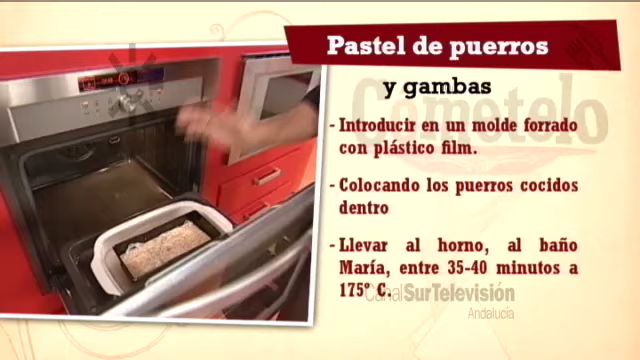 Pastel de puerros
y gambas
Cómetelo
- Introducir en un molde forrado
con plástico film.
- Colocando los puerros cocidos
dentro
- Llevar al horno, al baño
María, entre 35-40 minutos a
175º C.
CanalSurTelevisión
Andalucía